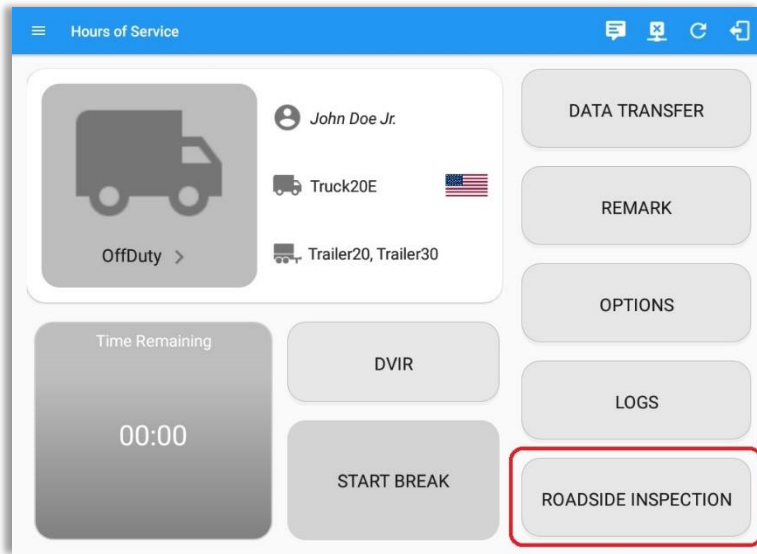 Hours of Service
John Doe Jr.
Truck20E
OffDuty >
Trailer20, Trailer30
Time Remaining
00:00
DVIR
START BREAK
DATA TRANSFER
REMARK
OPTIONS
LOGS
ROADSIDE INSPECTION